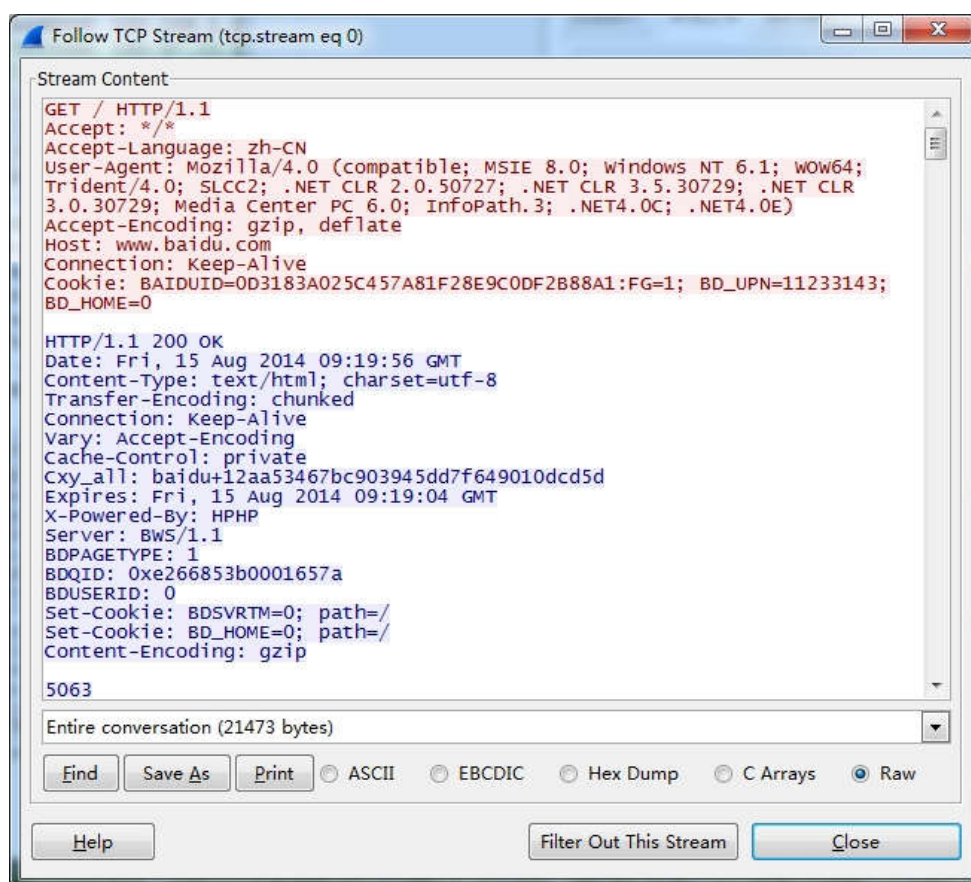 Follow TCP Stream (tcp.stream eq 0)
Stream Content
GET / HTTP/1.1
Accept: */*
Accept-Language: zh-CN
User-Agent: Mozilla/4.0 (compatible; MSIE 8.0; Windows NT 6.1; WOW64;
Trident/4.0; SLCC2; .NET CLR 2.0.50727; .NET CLR 3.5.30729; .NET CLR
3.0.30729; Media Center PC 6.0; InfoPath.3; .NET4.0C; .NET4.0E)
Accept-Encoding: gzip, deflate
Host: www.baidu.com
Connection: Keep-Alive
Cookie: BAIDUID=0D3183A025C457A81F28E9C0DF2B88A1:FG=1; BD_UPN=11233143;
BD_HOME=0
HTTP/1.1 200 OK
Date: Fri, 15 Aug 2014 09:19:56 GMT
Content-Type: text/html; charset=utf-8
Transfer-Encoding: chunked
Connection: Keep-Alive
Vary: Accept-Encoding
Cache-Control: private
Cxy_all: baidu+12aa53467bc903945dd7f649010dcd5d
Expires: Fri, 15 Aug 2014 09:19:04 GMT
X-Powered-By: HPHP
Server: BWS/1.1
BDPAGETYPE: 1
BDQID: 0xe266853b0001657a
BDUSERID: 0
Set-Cookie: BDSVRTM=0; path=/
Set-Cookie: BD_HOME=0; path=/
Content-Encoding: gzip
5063
Entire conversation (21473 bytes)
Find Save As Print ASCII EBCDIC Hex Dump C Arrays Raw
Help Filter Out This Stream Close